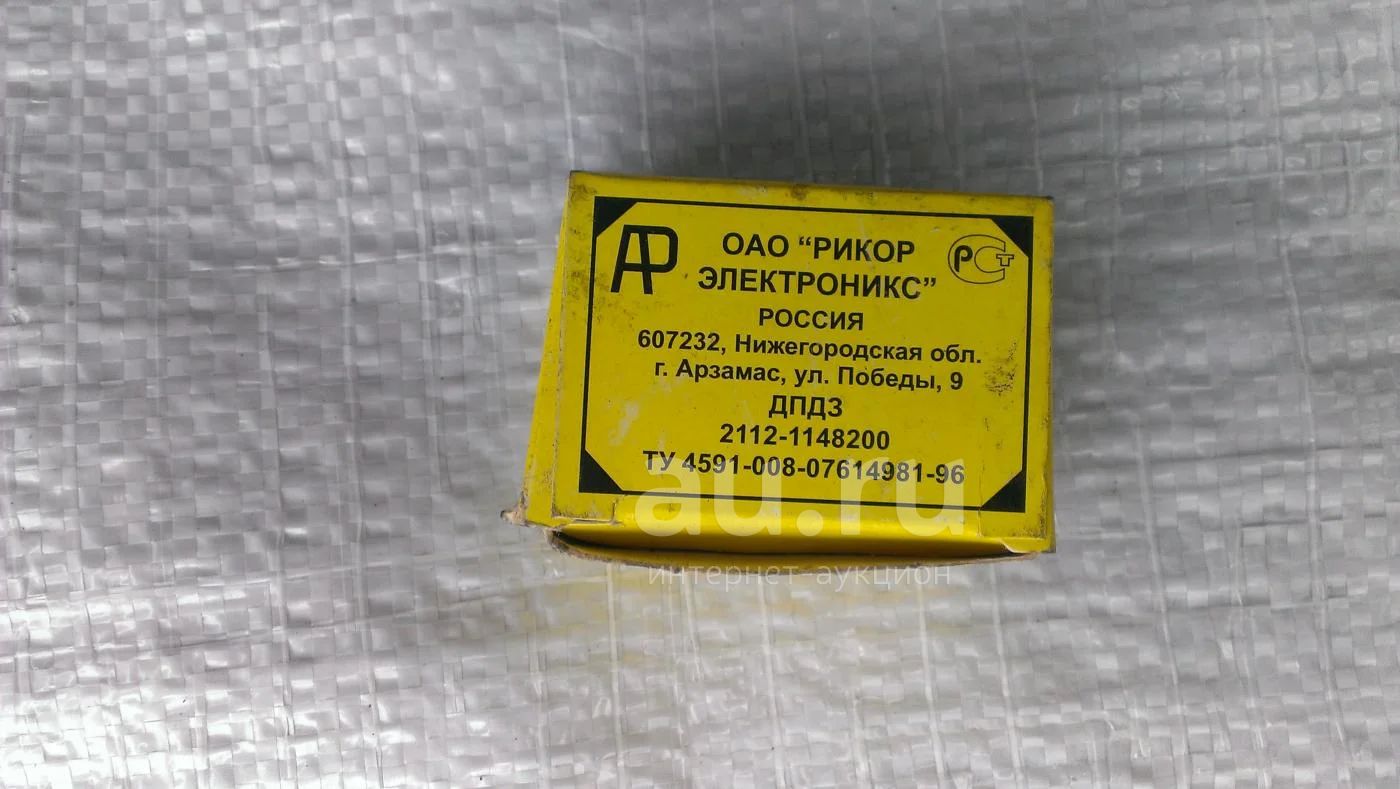 АР
ОАО “РИКОР
ЭЛЕКТРОНИКС”
РСТ
РОССИЯ
607232, Нижегородская обл.
г. Арзамас, ул. Победы, 9
ДПДЗ
2112-1148200
ТУ 4591-008-07614981-96
au.ru
интернет-аукцион